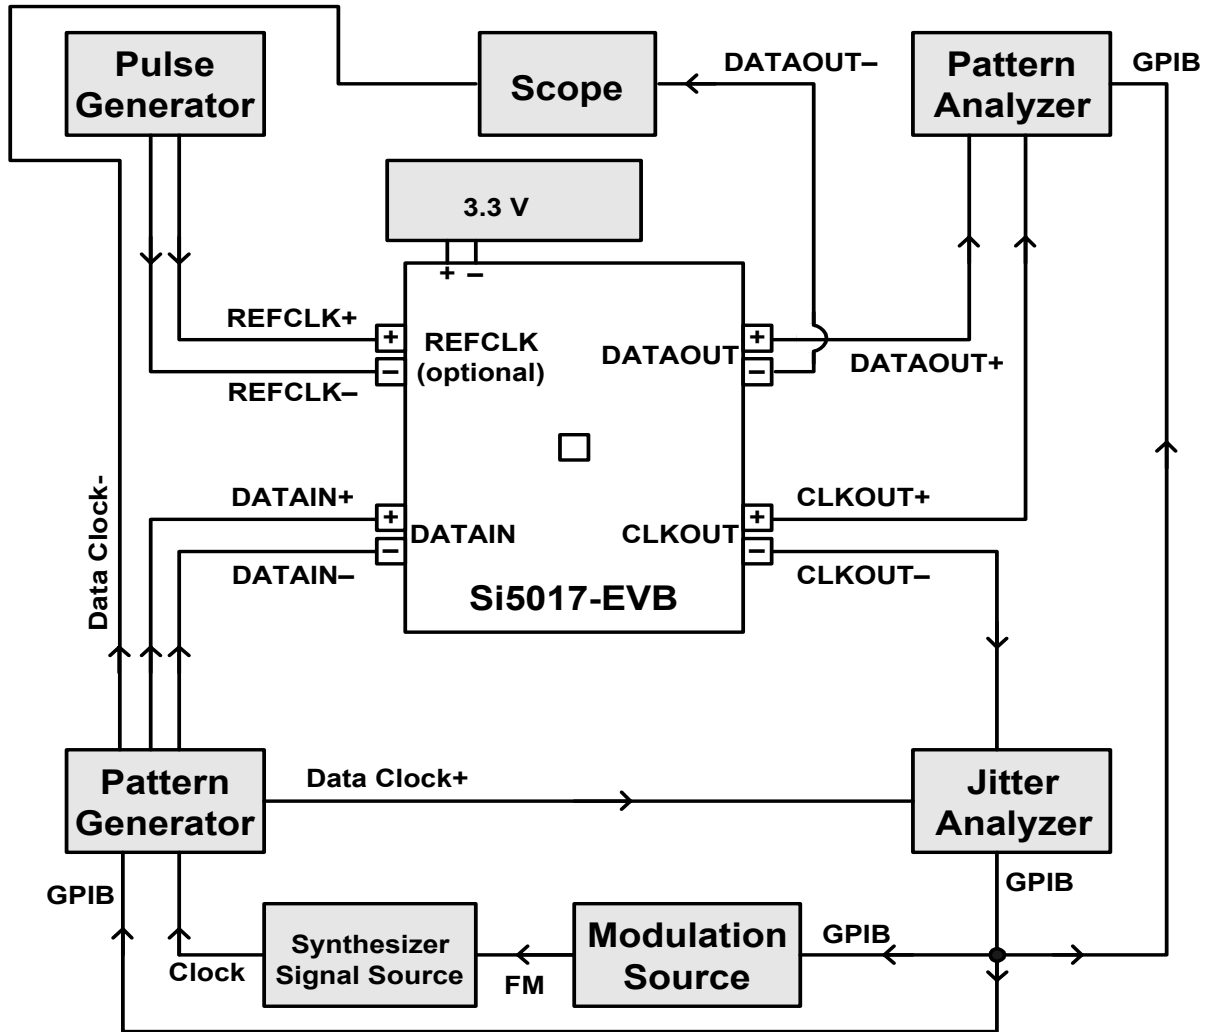 Pulse
Generator
Scope
DATAOUT–
Pattern
Analyzer
GPIB
3.3 V
+ –
REFCLK+
+
REFCLK
(optional)
–
REFCLK–
DATAOUT
+
–
DATAOUT+
Data Clock-
DATAIN+
+
DATAIN
–
DATAIN–
CLKOUT+
+
CLKOUT
–
CLKOUT–
Si5017-EVB
Pattern
Generator
Data Clock+
Jitter
Analyzer
GPIB
GPIB
Clock
Synthesizer
Signal Source
FM
Modulation
Source
GPIB